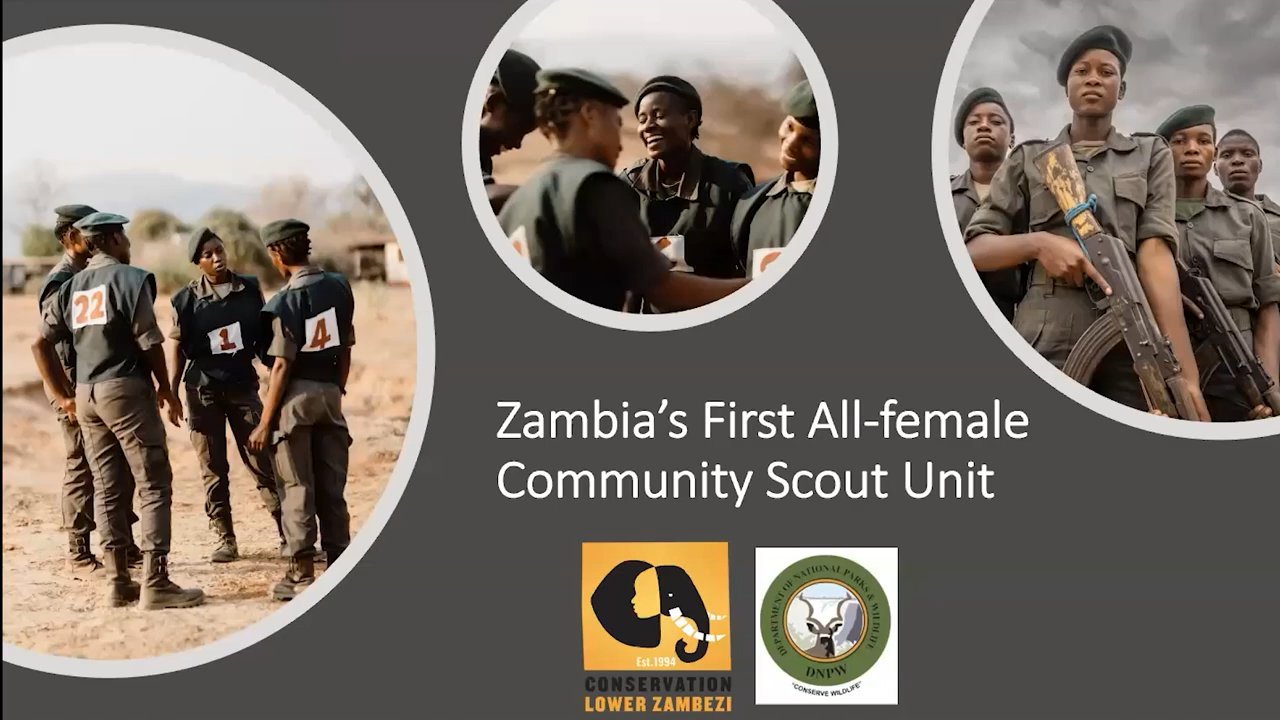 22
1
4
Zambia's First All-female
Community Scout Unit
Est.1994
CONSERVATION
LOWER ZAMBEZI
DEPARTMENT OF NATIONAL PARKS & WILDLIFE
DNPW
"CONSERVE WILDLIFE"